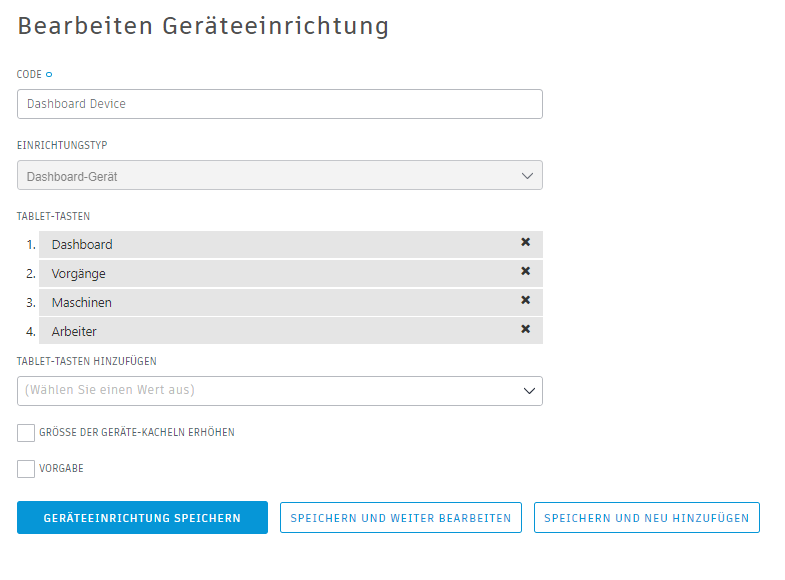 Bearbeiten Geräteeinrichtung
CODE
Dashboard Device
EINRICHTUNGSTYP
Dashboard-Gerät
TABLET-TASTEN
1. Dashboard
2. Vorgänge
3. Maschinen
4. Arbeiter
TABLET-TASTEN HINZUFÜGEN
(Wählen Sie einen Wert aus)
GRÖSSE DER GERÄTE-KACHELN ERHÖHEN
VORGABE
GERÄTEEINRICHTUNG SPEICHERN SPEICHERN UND WEITER BEARBEITEN SPEICHERN UND NEU HINZUFÜGEN